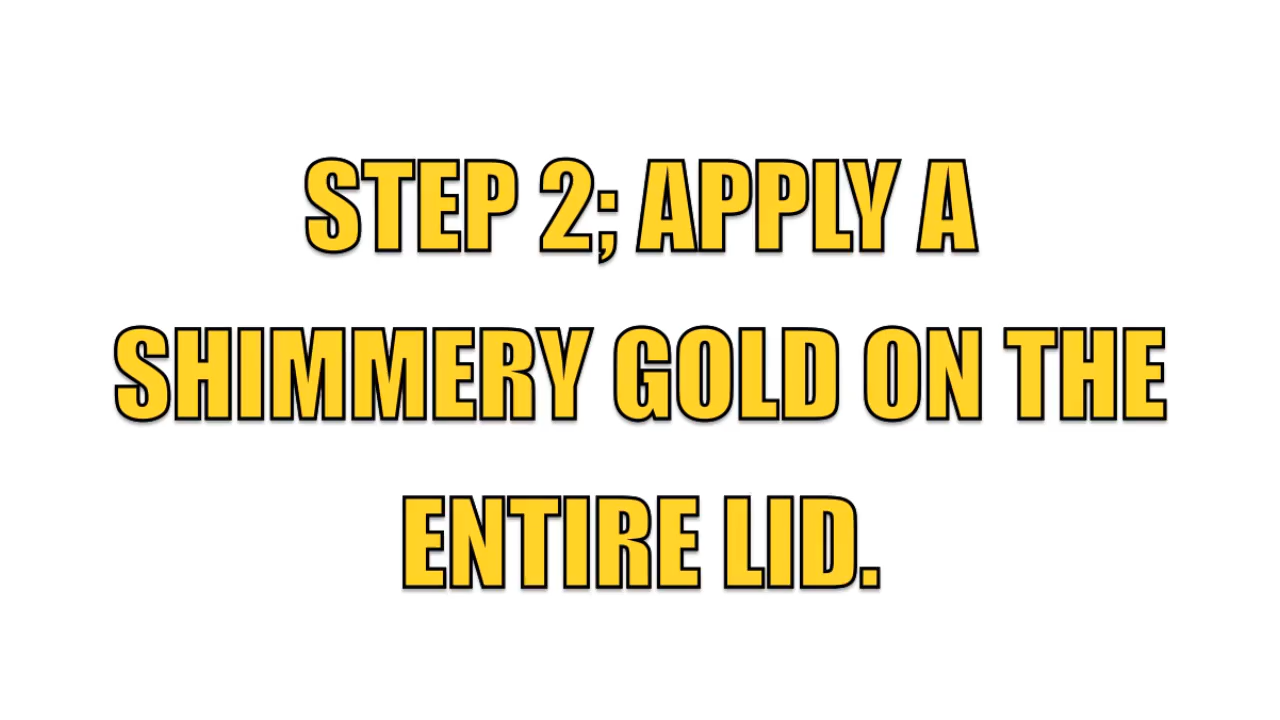 STEP 2; APPLY A
SHIMMERY GOLD ON THE
ENTIRE LID.